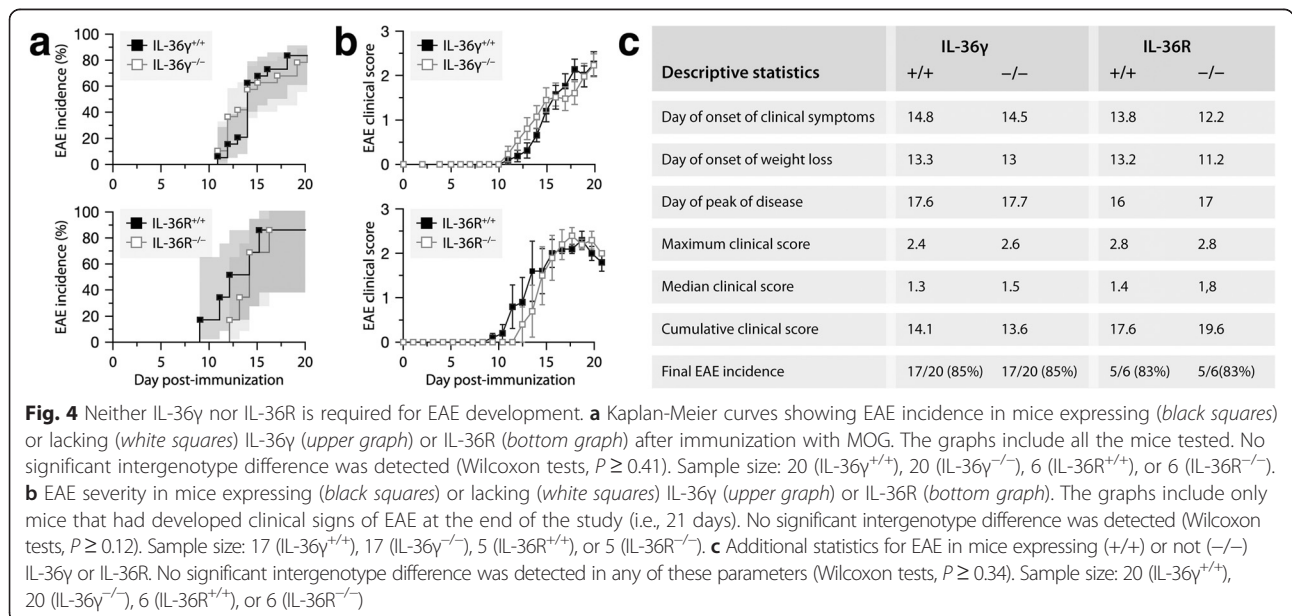 a
IL-36γ+/+
IL-36γ−/−
EAE incidence (%)
100
80
60
40
20
0
0 5 10 15 20
IL-36R+/+
IL-36R−/−
EAE incidence (%)
100
80
60
40
20
0
0 5 10 15 20
Day post-immunization
b
IL-36γ+/+
IL-36γ−/−
EAE clinical score
3
2
1
0
0 5 10 15 20
IL-36R+/+
IL-36R−/−
EAE clinical score
3
2
1
0
0 5 10 15 20
Day post-immunization
c
IL-36γ IL-36R
Descriptive statistics +/+ −/− +/+ −/−
Day of onset of clinical symptoms 14.8 14.5 13.8 12.2
Day of onset of weight loss 13.3 13 13.2 11.2
Day of peak of disease 17.6 17.7 16 17
Maximum clinical score 2.4 2.6 2.8 2.8
Median clinical score 1.3 1.5 1.4 1,8
Cumulative clinical score 14.1 13.6 17.6 19.6
Final EAE incidence 17/20 (85%) 17/20 (85%) 5/6 (83%) 5/6(83%)
Fig. 4 Neither IL-36γ nor IL-36R is required for EAE development. a Kaplan-Meier curves showing EAE incidence in mice expressing (black squares)
or lacking (white squares) IL-36γ (upper graph) or IL-36R (bottom graph) after immunization with MOG. The graphs include all the mice tested. No
significant intergenotype difference was detected (Wilcoxon tests, P ≥ 0.41). Sample size: 20 (IL-36γ+/+), 20 (IL-36γ−/−), 6 (IL-36R+/+), or 6 (IL-36R−/−).
b EAE severity in mice expressing (black squares) or lacking (white squares) IL-36γ (upper graph) or IL-36R (bottom graph). The graphs include only
mice that had developed clinical signs of EAE at the end of the study (i.e., 21 days). No significant intergenotype difference was detected (Wilcoxon
tests, P ≥ 0.12). Sample size: 17 (IL-36γ+/+), 17 (IL-36γ−/−), 5 (IL-36R+/+), or 5 (IL-36R−/−). c Additional statistics for EAE in mice expressing (+/+) or not (−/−)
IL-36γ or IL-36R. No significant intergenotype difference was detected in any of these parameters (Wilcoxon tests, P ≥ 0.34). Sample size: 20 (IL-36γ+/+),
20 (IL-36γ−/−), 6 (IL-36R+/+), or 6 (IL-36R−/−)